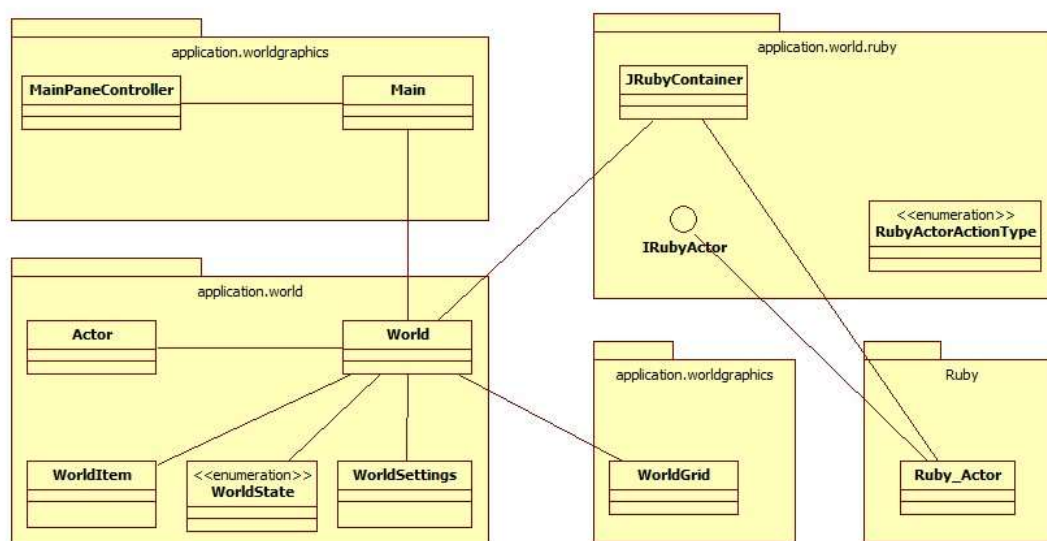 application.worldgraphics
MainPaneController
Main
application.world.ruby
JRubyContainer
IRubyActor
<<enumeration>>
RubyActorActionType
application.world
Actor
World
WorldItem
<<enumeration>>
WorldState
WorldSettings
application.worldgraphics
WorldGrid
Ruby
Ruby_Actor